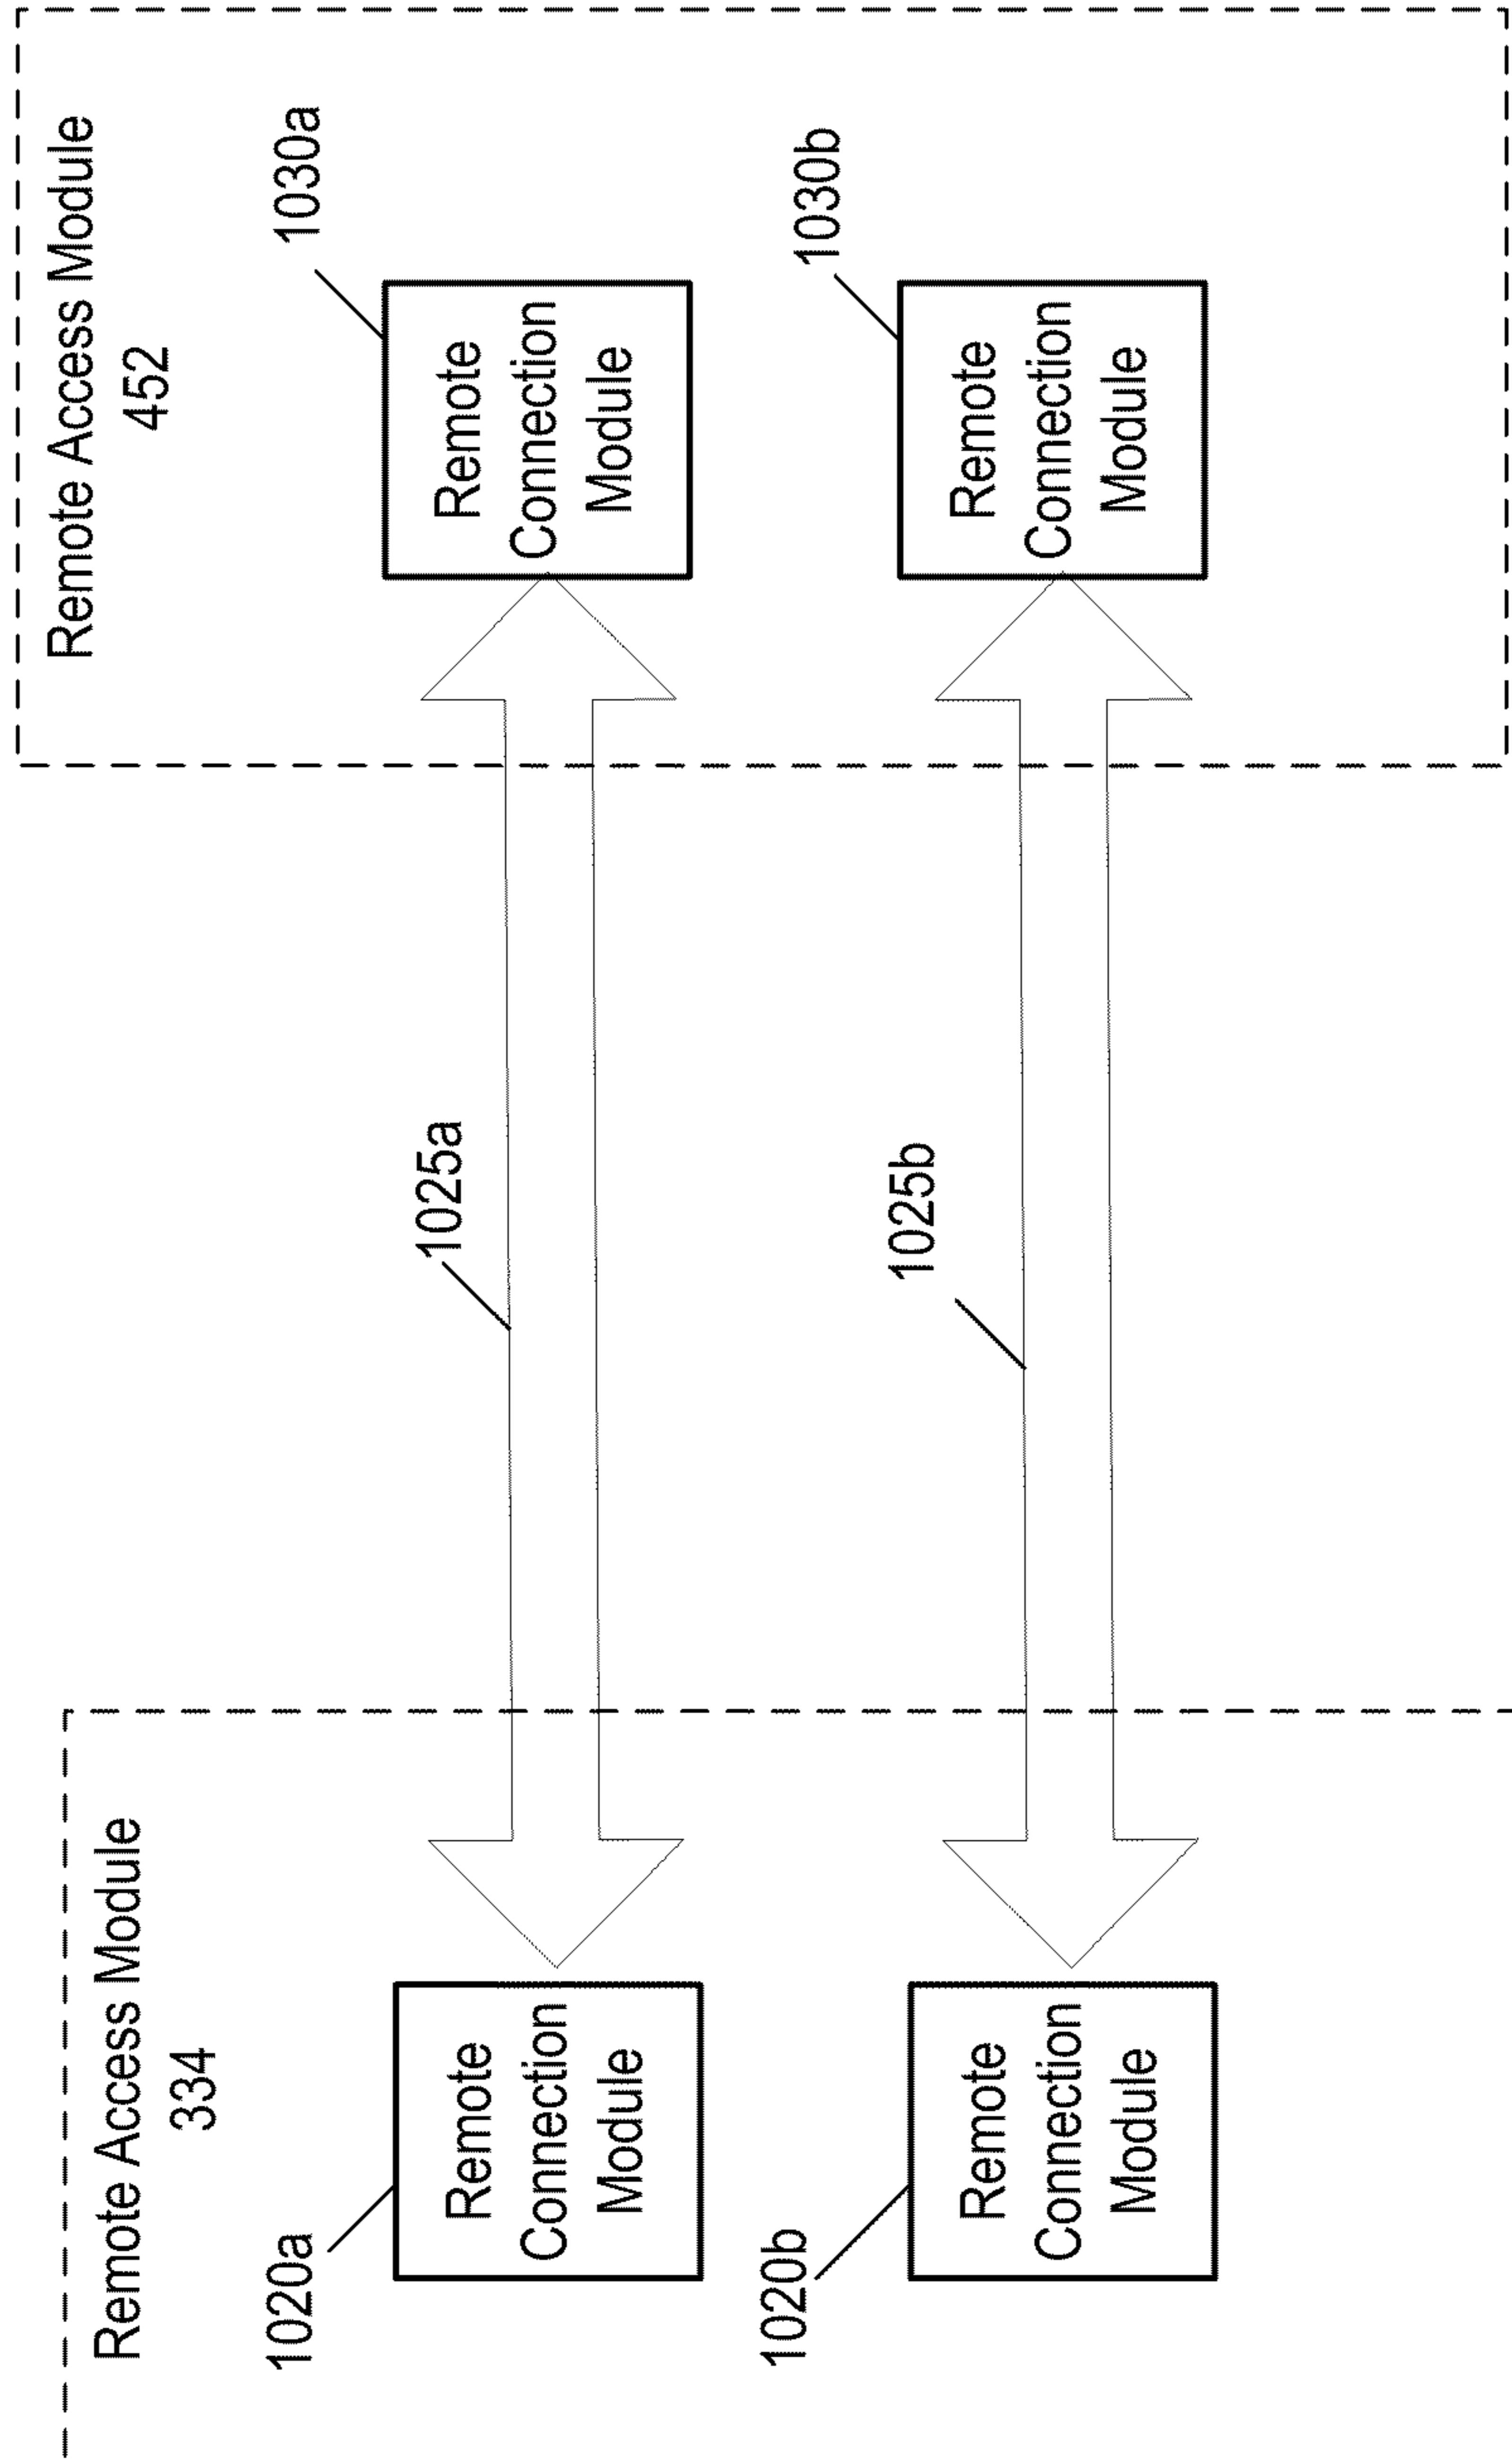 Remote Access Module
334
1020a
Remote
Connection
Module
1020b
Remote
Connection
Module
1025a
1025b
Remote Access Module
452
1030a
Remote
Connection
Module
1030b
Remote
Connection
Module